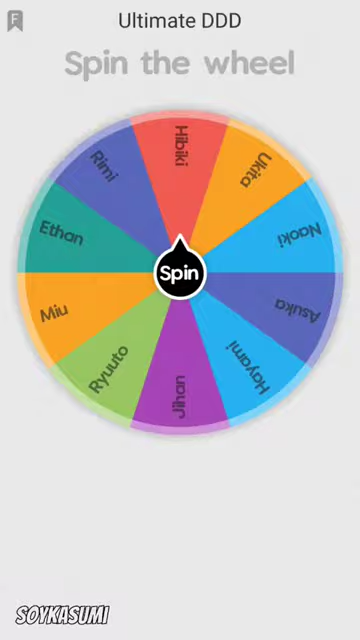 F
Ultimate DDD
Spin the wheel
Hibiki
Ukita
Naoki
Asuka
Hayami
Jihan
Ryuuto
Miu
Ethan
Rimi
Spin
SOYKASUMI